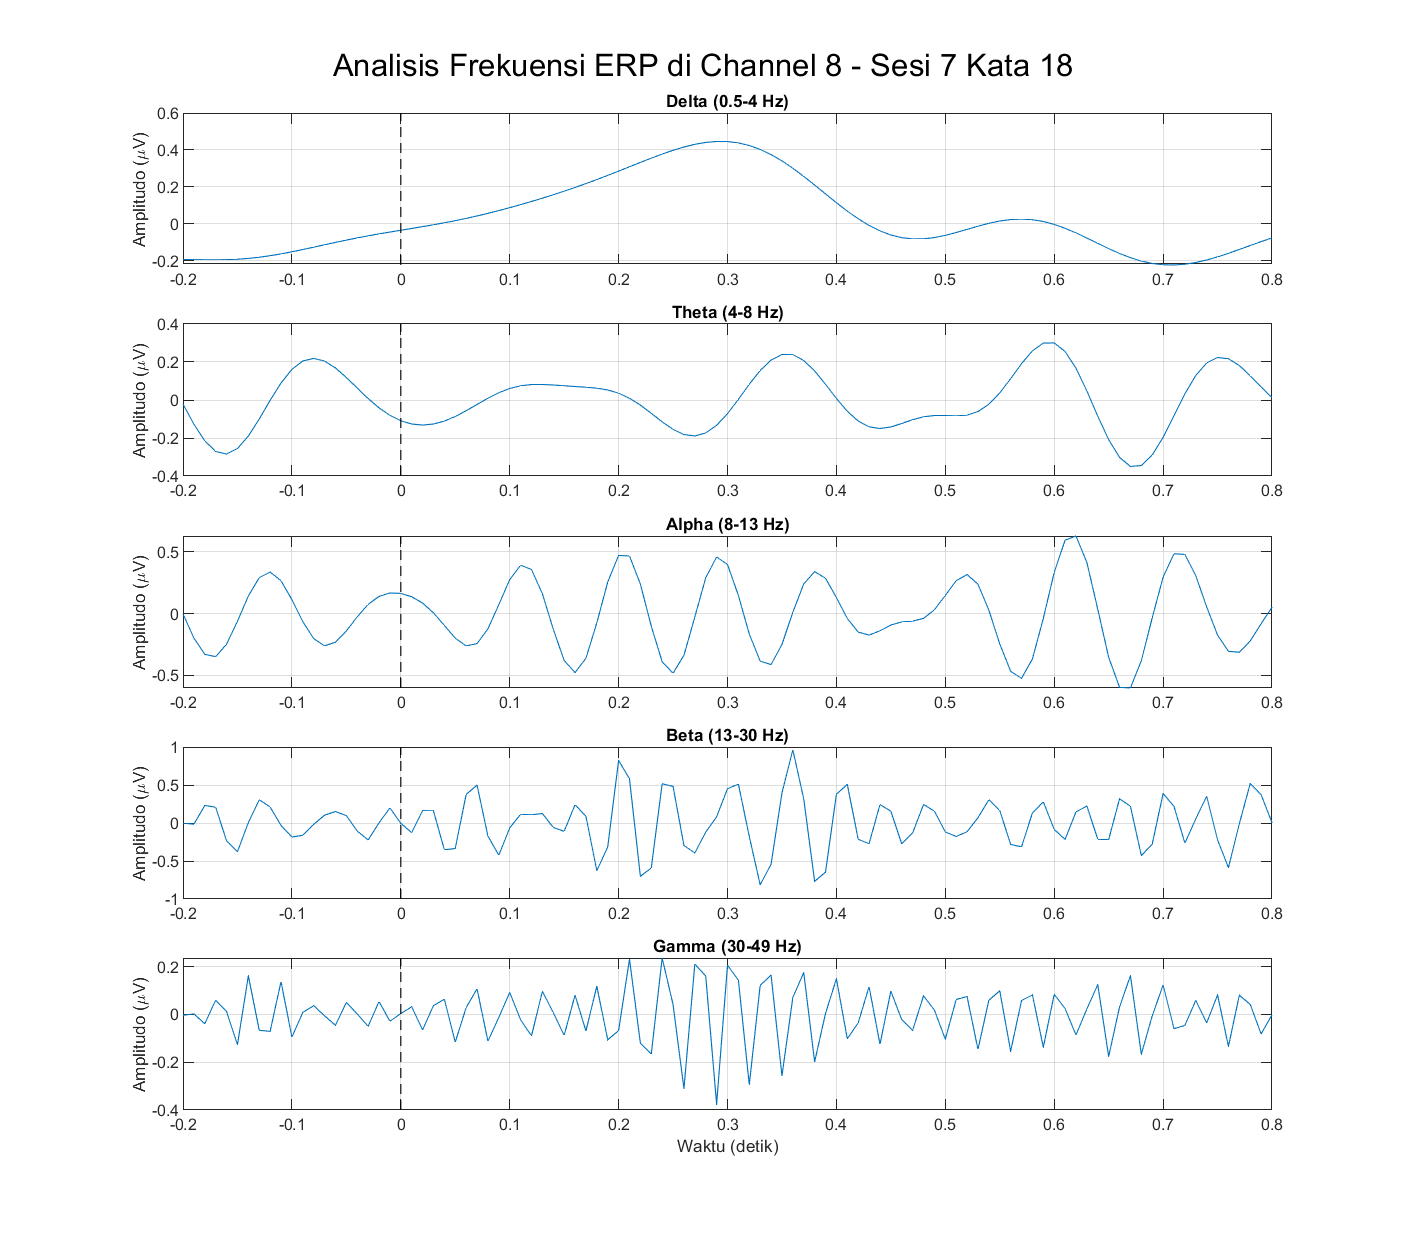 Analisis Frekuensi ERP di Channel 8 - Sesi 7 Kata 18
Delta (0.5-4 Hz)
Amplitudo (µV)
0.6
0.4
0.2
0
-0.2
-0.2 -0.1 0 0.1 0.2 0.3 0.4 0.5 0.6 0.7 0.8
Theta (4-8 Hz)
Amplitudo (µV)
0.4
0.2
0
-0.2
-0.4
-0.2 -0.1 0 0.1 0.2 0.3 0.4 0.5 0.6 0.7 0.8
Alpha (8-13 Hz)
Amplitudo (µV)
0.5
0
-0.5
-0.2 -0.1 0 0.1 0.2 0.3 0.4 0.5 0.6 0.7 0.8
Beta (13-30 Hz)
Amplitudo (µV)
1
0.5
0
-0.5
-1
-0.2 -0.1 0 0.1 0.2 0.3 0.4 0.5 0.6 0.7 0.8
Gamma (30-49 Hz)
Amplitudo (µV)
0.2
0
-0.2
-0.4
-0.2 -0.1 0 0.1 0.2 0.3 0.4 0.5 0.6 0.7 0.8
Waktu (detik)